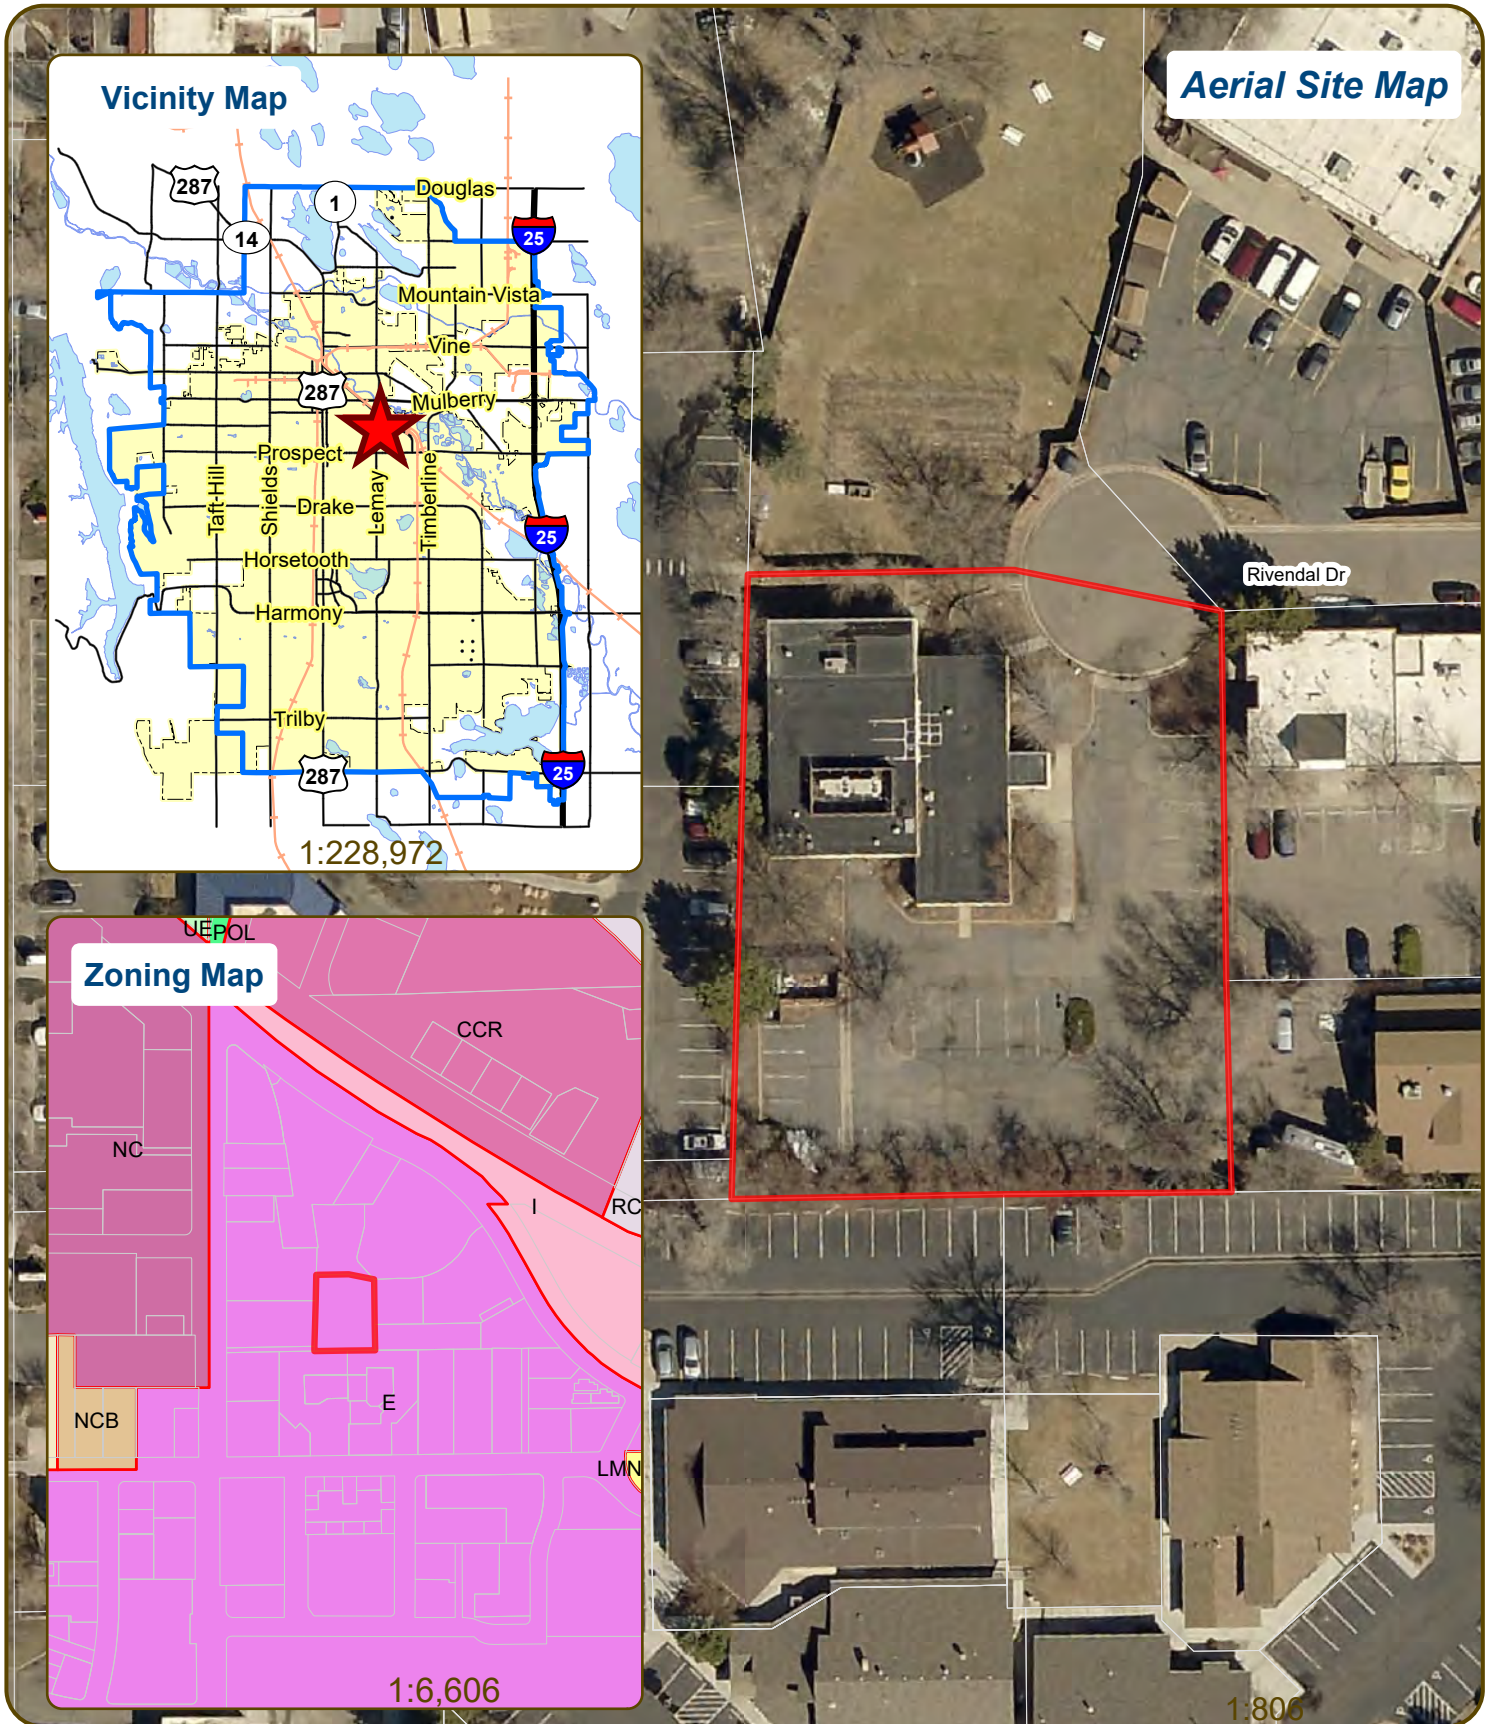 Vicinity Map
Aerial Site Map
287
Douglas
1
14
25
Mountain Vista
Vine
287
Mulberry
Prospect
Taft Hill
Shields
Lemay
Timberline
Drake
25
Horsetooth
Harmony
Rivendal Dr
Trilby
287
25
1:228,972
UE
POL
Zoning Map
CCR
NC
I
RC
E
NCB
LMN
1:6,606
1:806